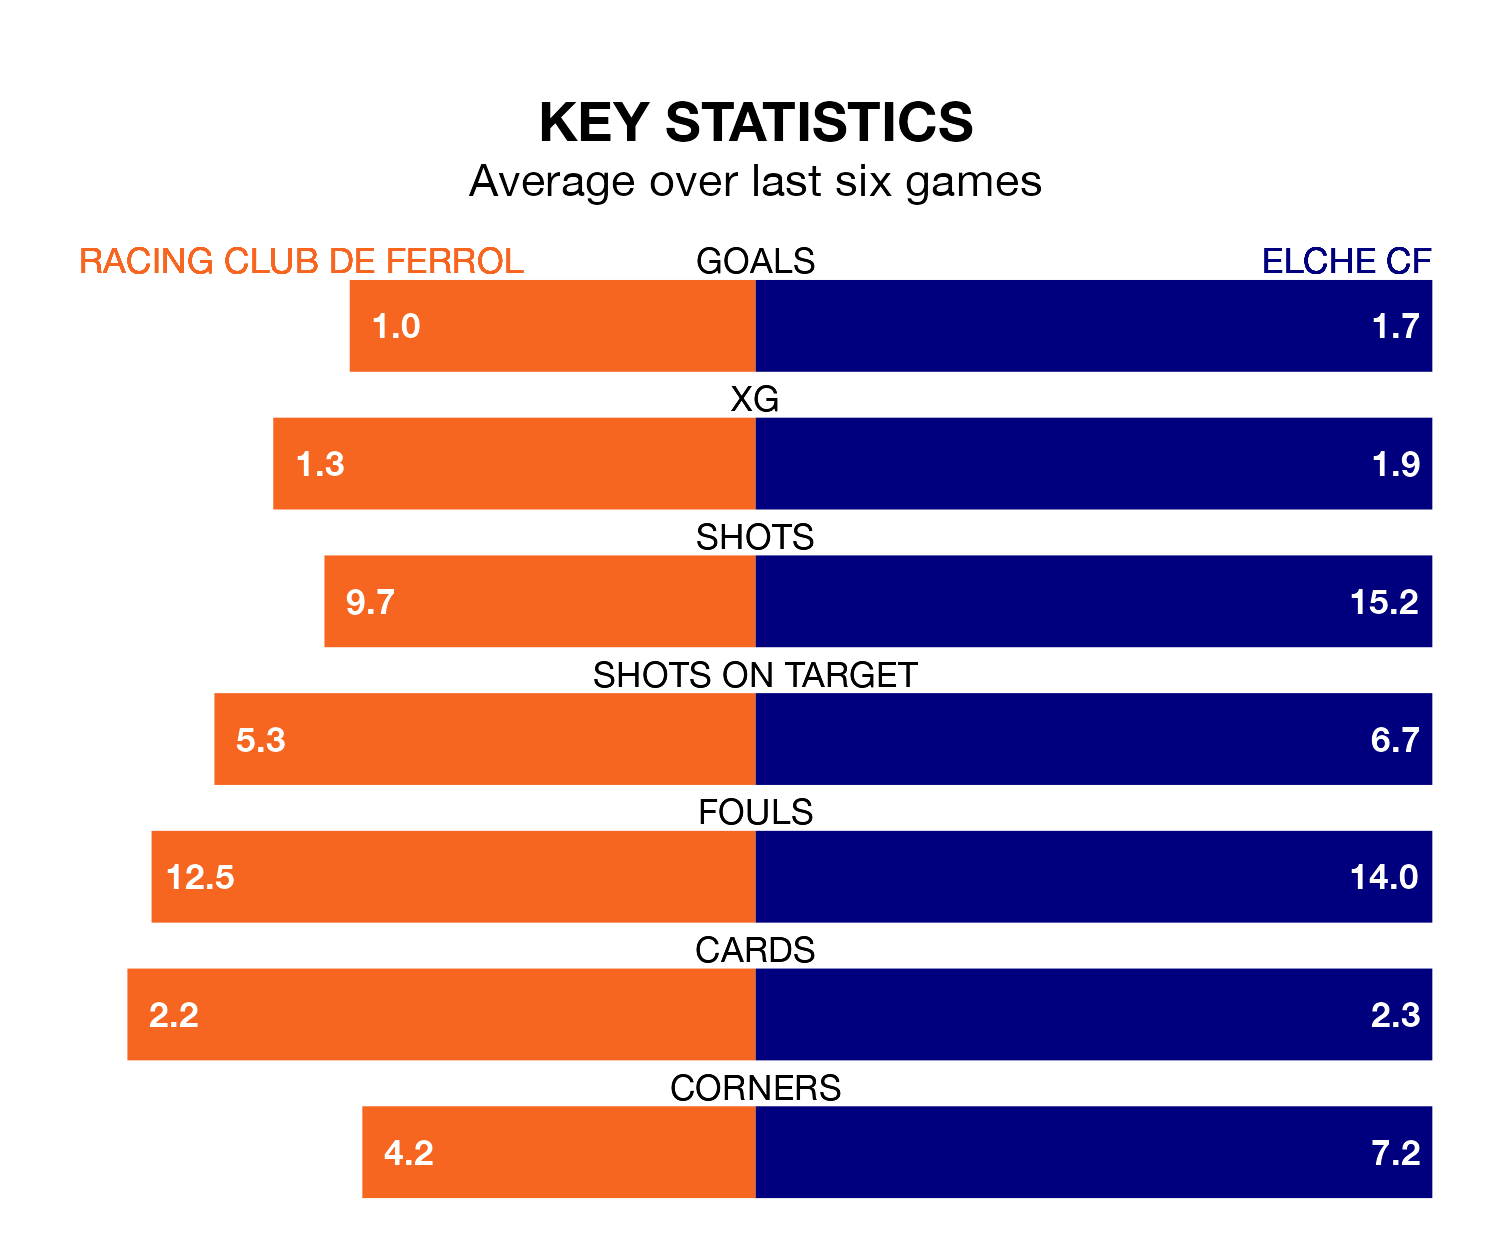 KEY STATISTICS
Average over last six games
RACING CLUB DE FERROL GOALS ELCHE CF
1.0 1.7
XG
1.3 1.9
SHOTS
9.7 15.2
SHOTS ON TARGET
5.3 6.7
FOULS
12.5 14.0
CARDS
2.2 2.3
CORNERS
4.2 7.2